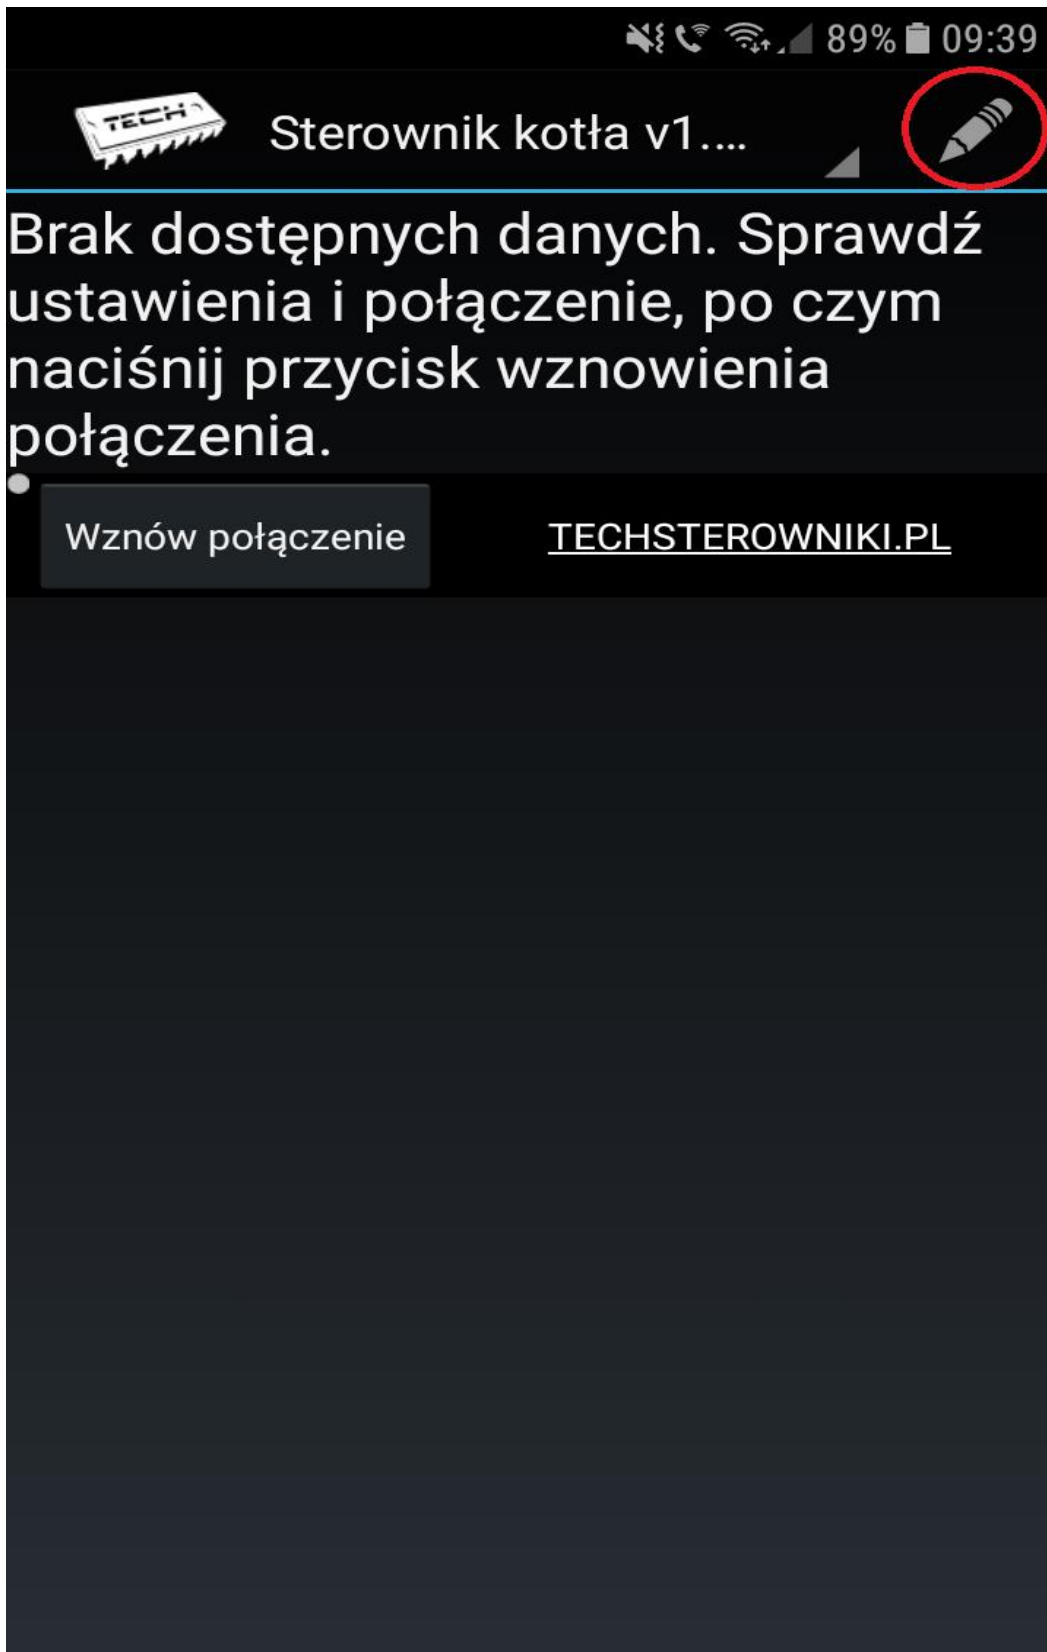 89% 09:39
TECH
Sterownik kotła v1....
Brak dostępnych danych. Sprawdź
ustawienia i połączenie, po czym
naciśnij przycisk wznowienia
połączenia.
Wznów połączenie
TECHSTEROWNIKI.PL